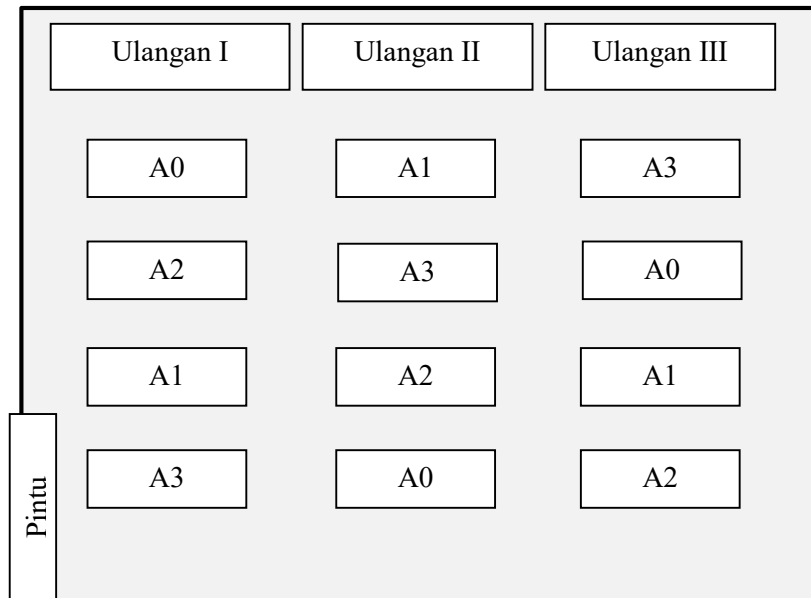 Ulangan I Ulangan II Ulangan III
A0 A1 A3
A2 A3 A0
A1 A2 A1
A3 A0 A2
Pintu